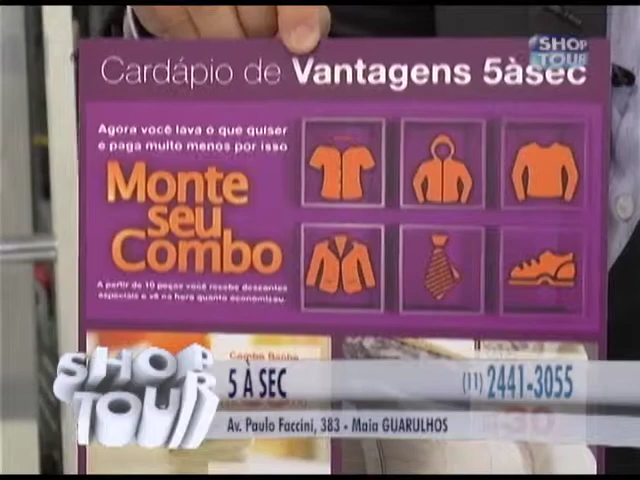 SHOP
TOUR
Cardápio de Vantagens 5àsec
Agora você lava o que quiser
e paga muito menos por isso
Monte
seu
Combo
A partir de 10 peças você recebe descontos
especiais e vê na hora quanto economizou
Combo Banho
SHOP
TOUR
5 À SEC
(11) 2441-3055
Av. Paulo Faccini, 383 - Maia GUARULHOS